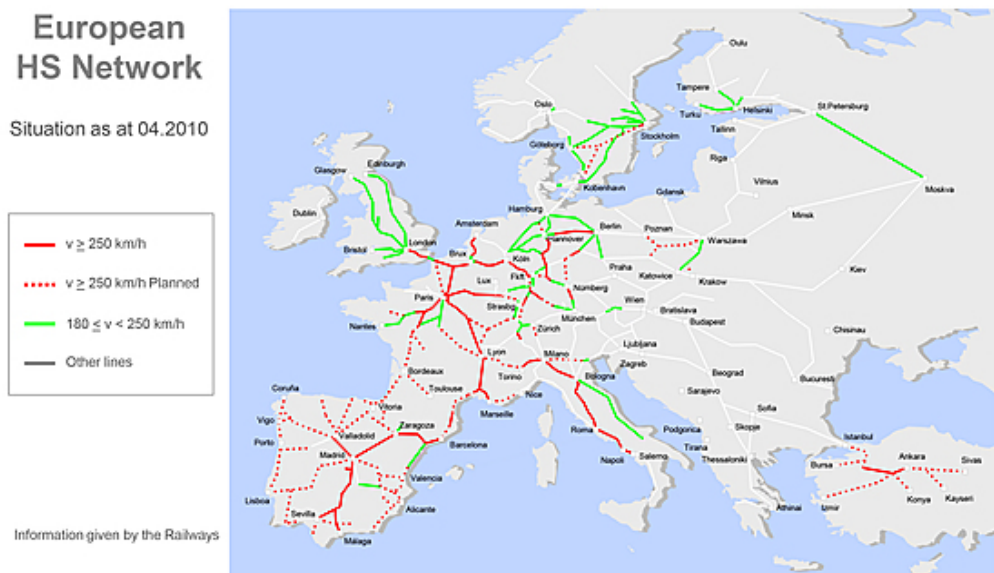 European
HS Network
Situation as at 04.2010
v ≥ 250 km/h
v ≥ 250 km/h Planned
180 ≤ v < 250 km/h
Other lines
Information given by the Railways
Oulu
Tampere
Helsinki
Turku
St.Petersburg
Oslo
Stockholm
Tallinn
Göteborg
Riga
Edinburgh
Glasgow
Köbenhavn
Vilnius
Moskva
Gdansk
Dublin
Hamburg
Minsk
Amsterdam
Berlin
Poznan
Hannover
Warszawa
London
Bristol
Brux
Köln
Praha
Katowice
Kiev
Krakow
Fkft
Lux
Nürnberg
Paris
Strasbg
Wien
Bratislava
München
Budapest
Nantes
Zürich
Chisinau
Ljubljana
Lyon
Milano
Zagreb
Bordeaux
Torino
Beograd
Bologna
Bucuresti
Coruña
Toulouse
Nice
Sarajevo
Vitoria
Marseille
Sofia
Vigo
Zaragoza
Podgorica
Skopje
Istanbul
Porto
Valladolid
Barcelona
Roma
Tirana
Ankara
Madrid
Napoli
Salerno
Thessaloniki
Bursa
Sivas
Valencia
Lisboa
Konya
Kayseri
Alicante
Athinai
Izmir
Sevilla
Málaga